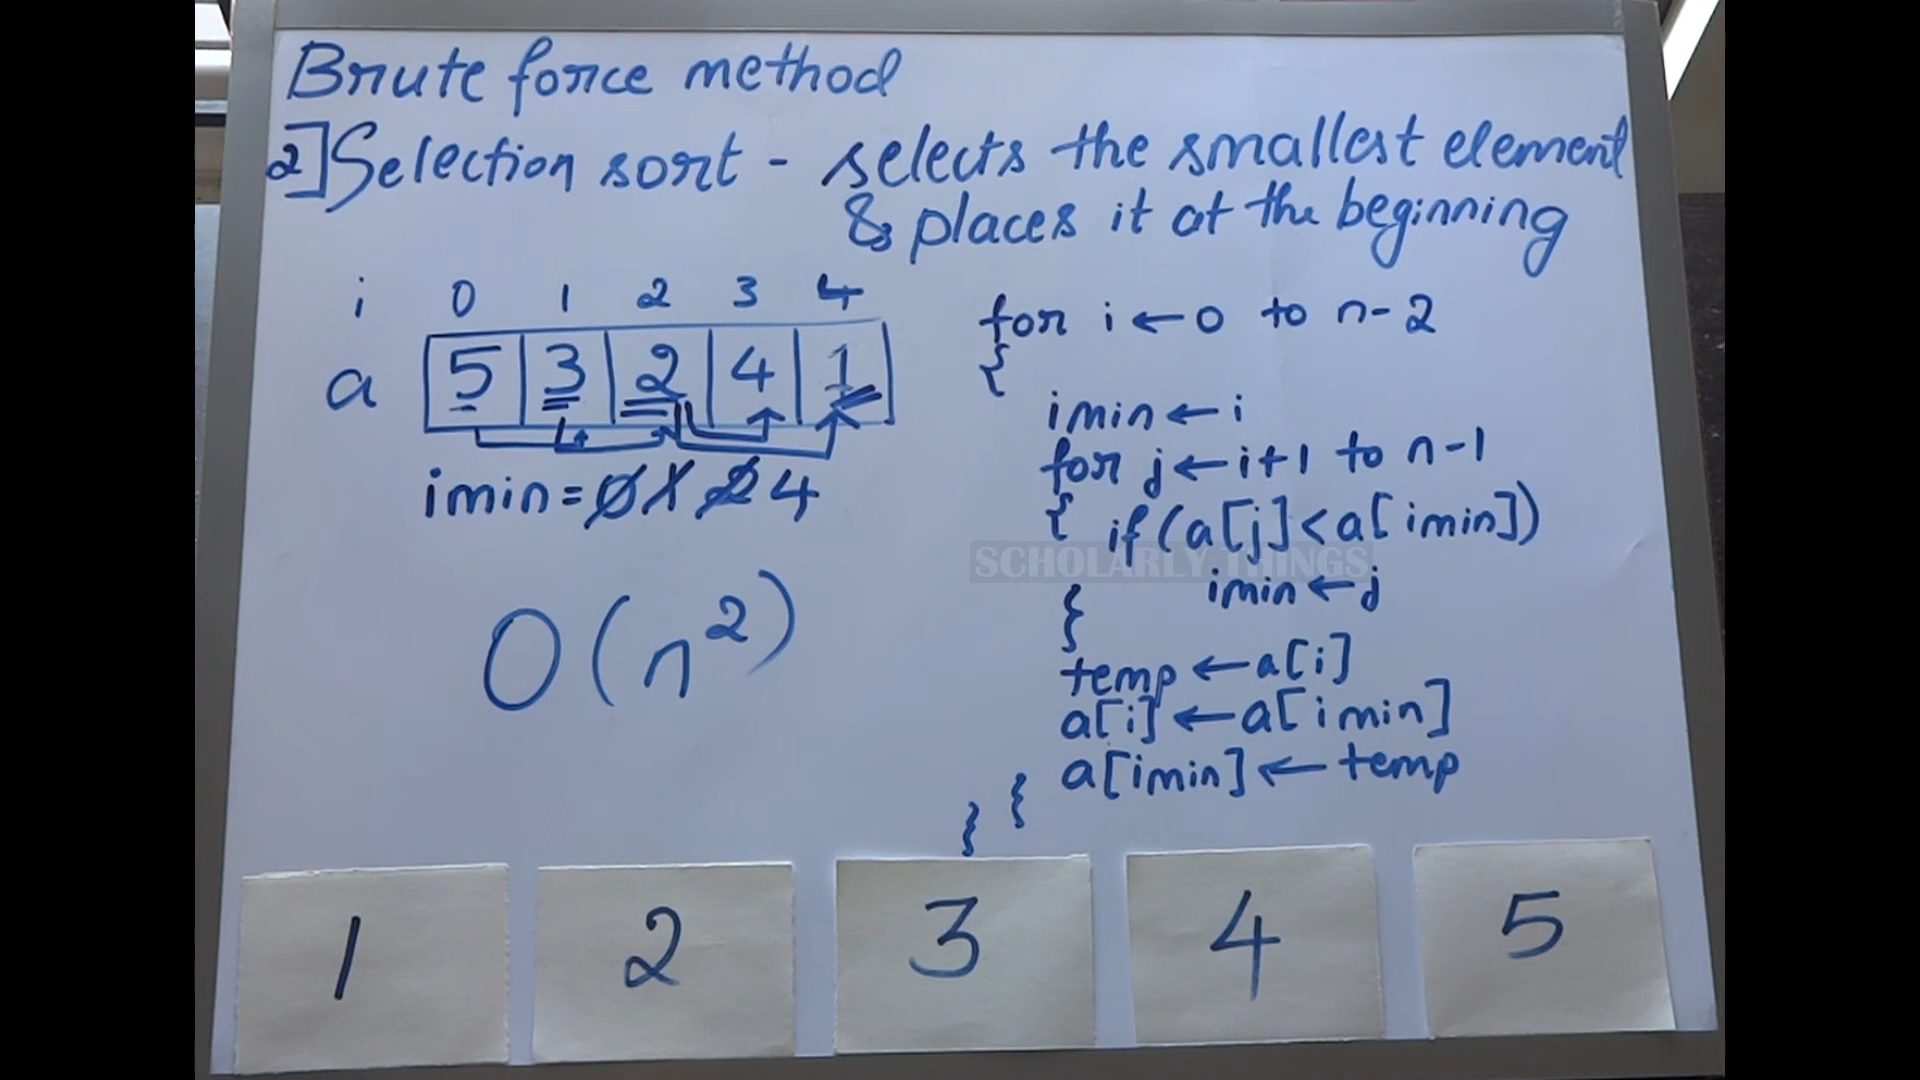 Brute force method
2] Selection sort - selects the smallest element
& places it at the beginning
i 0 1 2 3 4
a 5 3 2 4 1
imin = 0 1 2 4
O(n²)
for i ← 0 to n-2
{
imin ← i
for j ← i+1 to n-1
{ if (a[j] < a[imin])
imin ← j
}
temp ← a[i]
a[i] ← a[imin]
a[imin] ← temp
}
}
SCHOLARLY THINGS
1 2 3 4 5